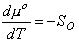 dμ°/dT = −S_O